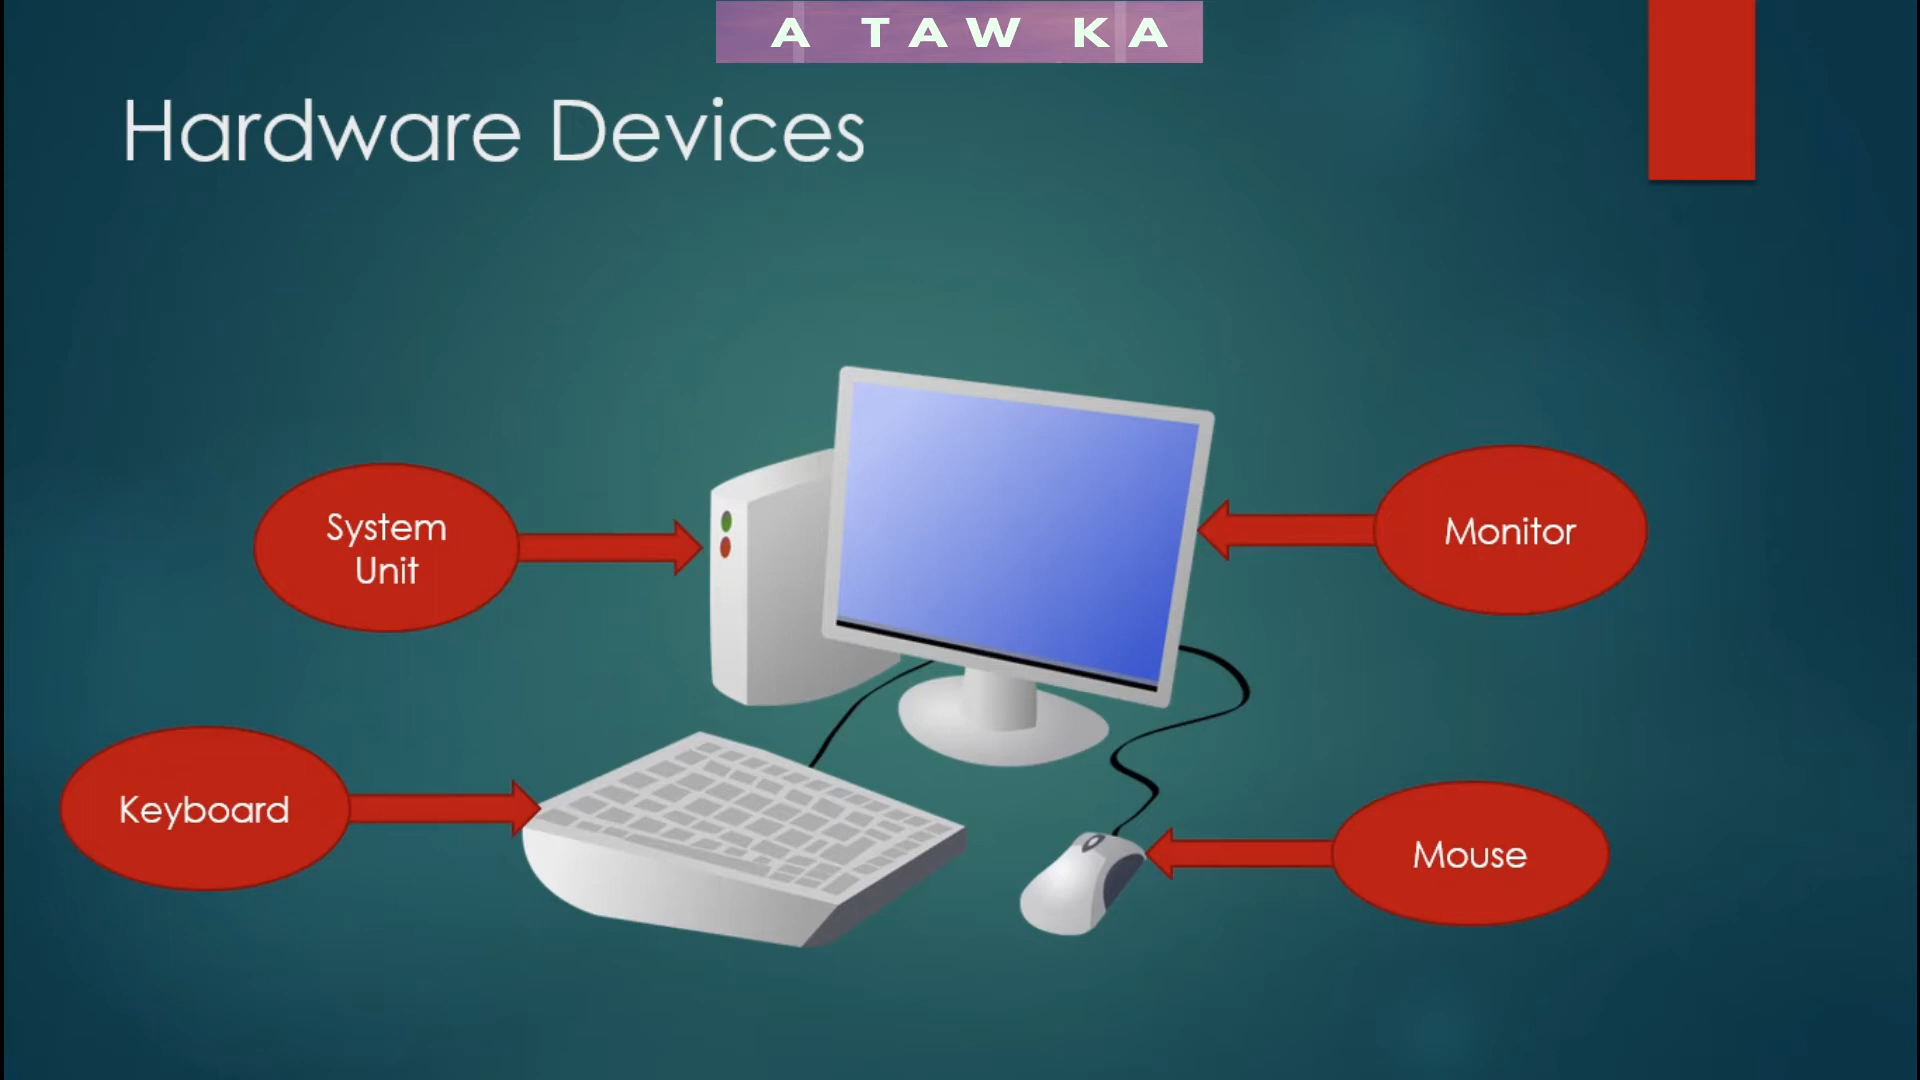 A TAW KA
Hardware Devices
System
Unit
Monitor
Keyboard
Mouse